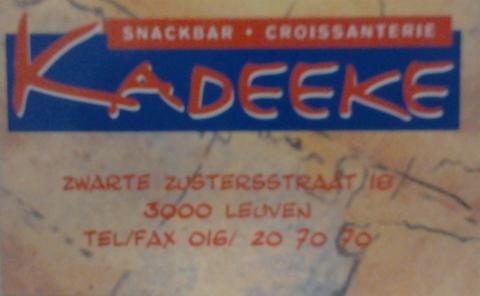 SNACKBAR • CROISSANTERIE
KADEEKE
ZWARTE ZUSTERSSTRAAT 18
3000 LEUVEN
TEL/FAX 016/ 20 70 70